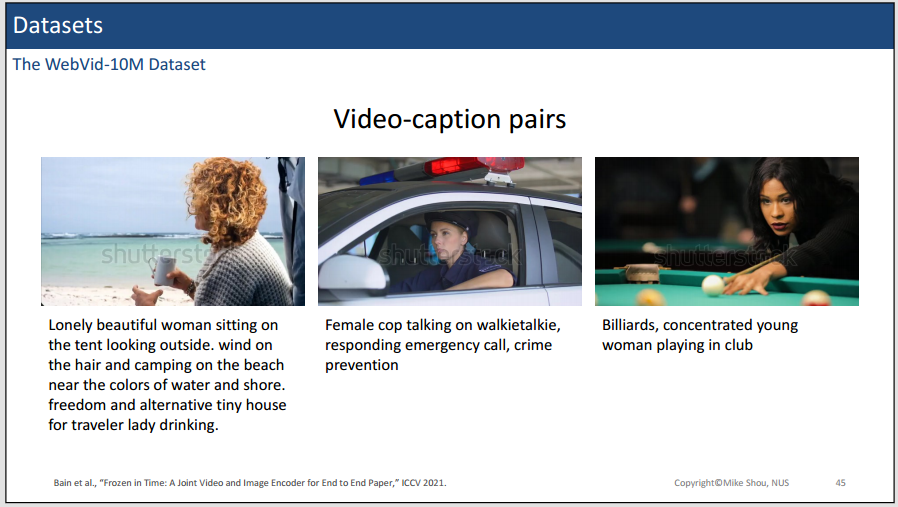 Datasets
The WebVid-10M Dataset
Video-caption pairs
shutterstock
shutterstock
shutterstock
Lonely beautiful woman sitting on
the tent looking outside. wind on
the hair and camping on the beach
near the colors of water and shore.
freedom and alternative tiny house
for traveler lady drinking.
Female cop talking on walkietalkie,
responding emergency call, crime
prevention
Billiards, concentrated young
woman playing in club
Bain et al., “Frozen in Time: A Joint Video and Image Encoder for End to End Paper,” ICCV 2021.
Copyright©Mike Shou, NUS
45